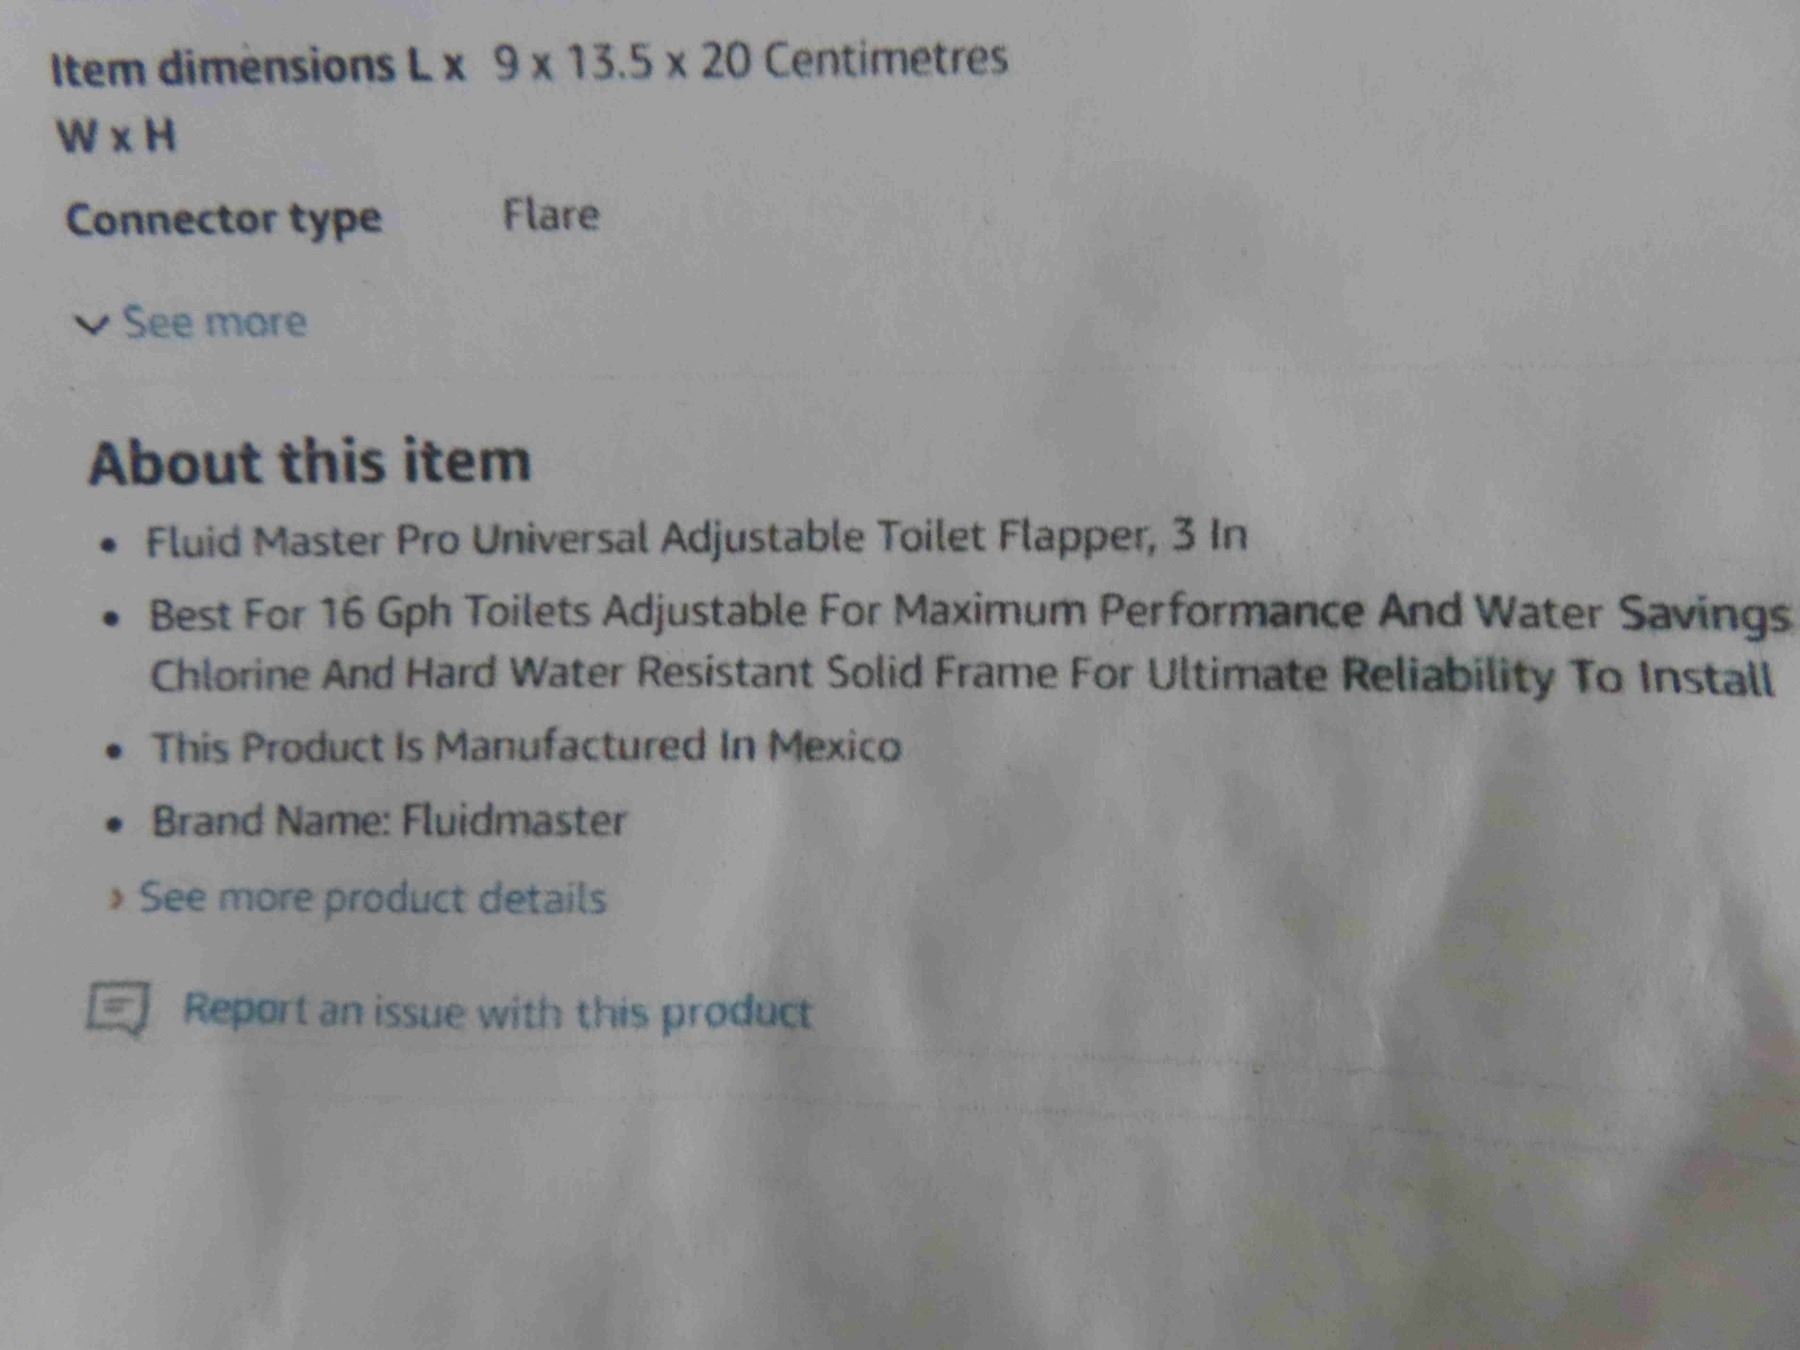 Item dimensions L x 9 x 13.5 x 20 Centimetres
W x H
Connector type Flare
See more
About this item
• Fluid Master Pro Universal Adjustable Toilet Flapper, 3 In
• Best For 16 Gph Toilets Adjustable For Maximum Performance And Water Savings
Chlorine And Hard Water Resistant Solid Frame For Ultimate Reliability To Install
• This Product Is Manufactured In Mexico
• Brand Name: Fluidmaster
› See more product details
Report an issue with this product